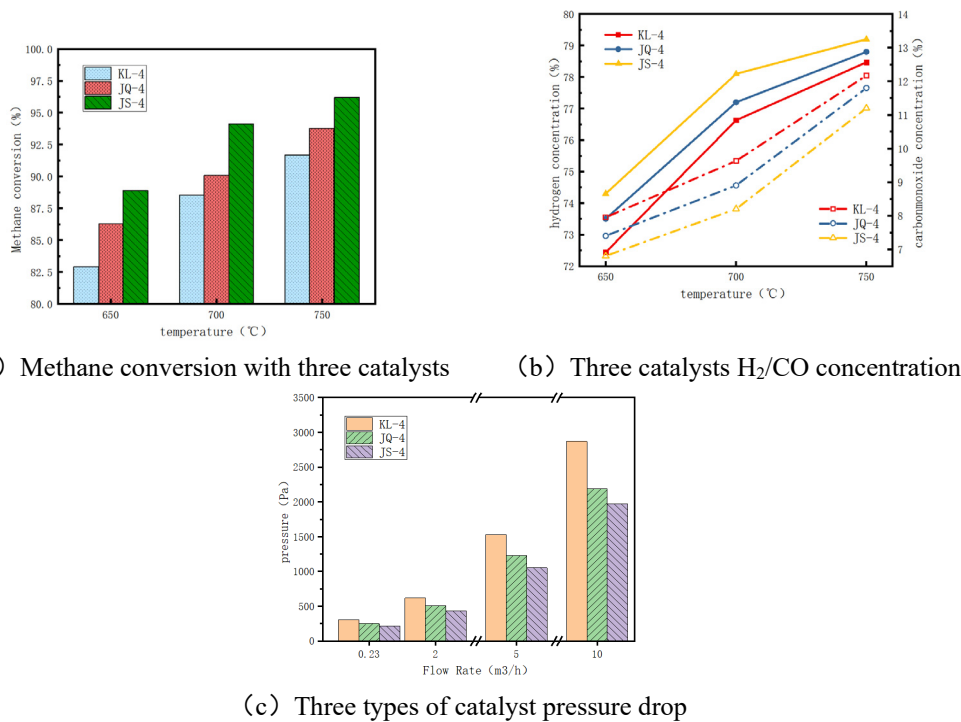 100.0
97.5
95.0
92.5
90.0
87.5
85.0
82.5
80.0
Methane conversion (%)
KL-4
JQ-4
JS-4
650 700 750
temperature（℃）
）Methane conversion with three catalysts
80
79
78
77
76
75
74
73
72
hydrogen concentration（%）
KL-4
JQ-4
JS-4
14
13
12
11
10
9
8
7
carbonmonoxide concentration（%）
KL-4
JQ-4
JS-4
650 700 750
temperature（℃）
（b）Three catalysts H₂/CO concentration
3500
3000
2500
2000
1500
1000
500
0
pressure（Pa）
KL-4
JQ-4
JS-4
0.23 2 5 10
Flow Rate（m3/h）
（c）Three types of catalyst pressure drop